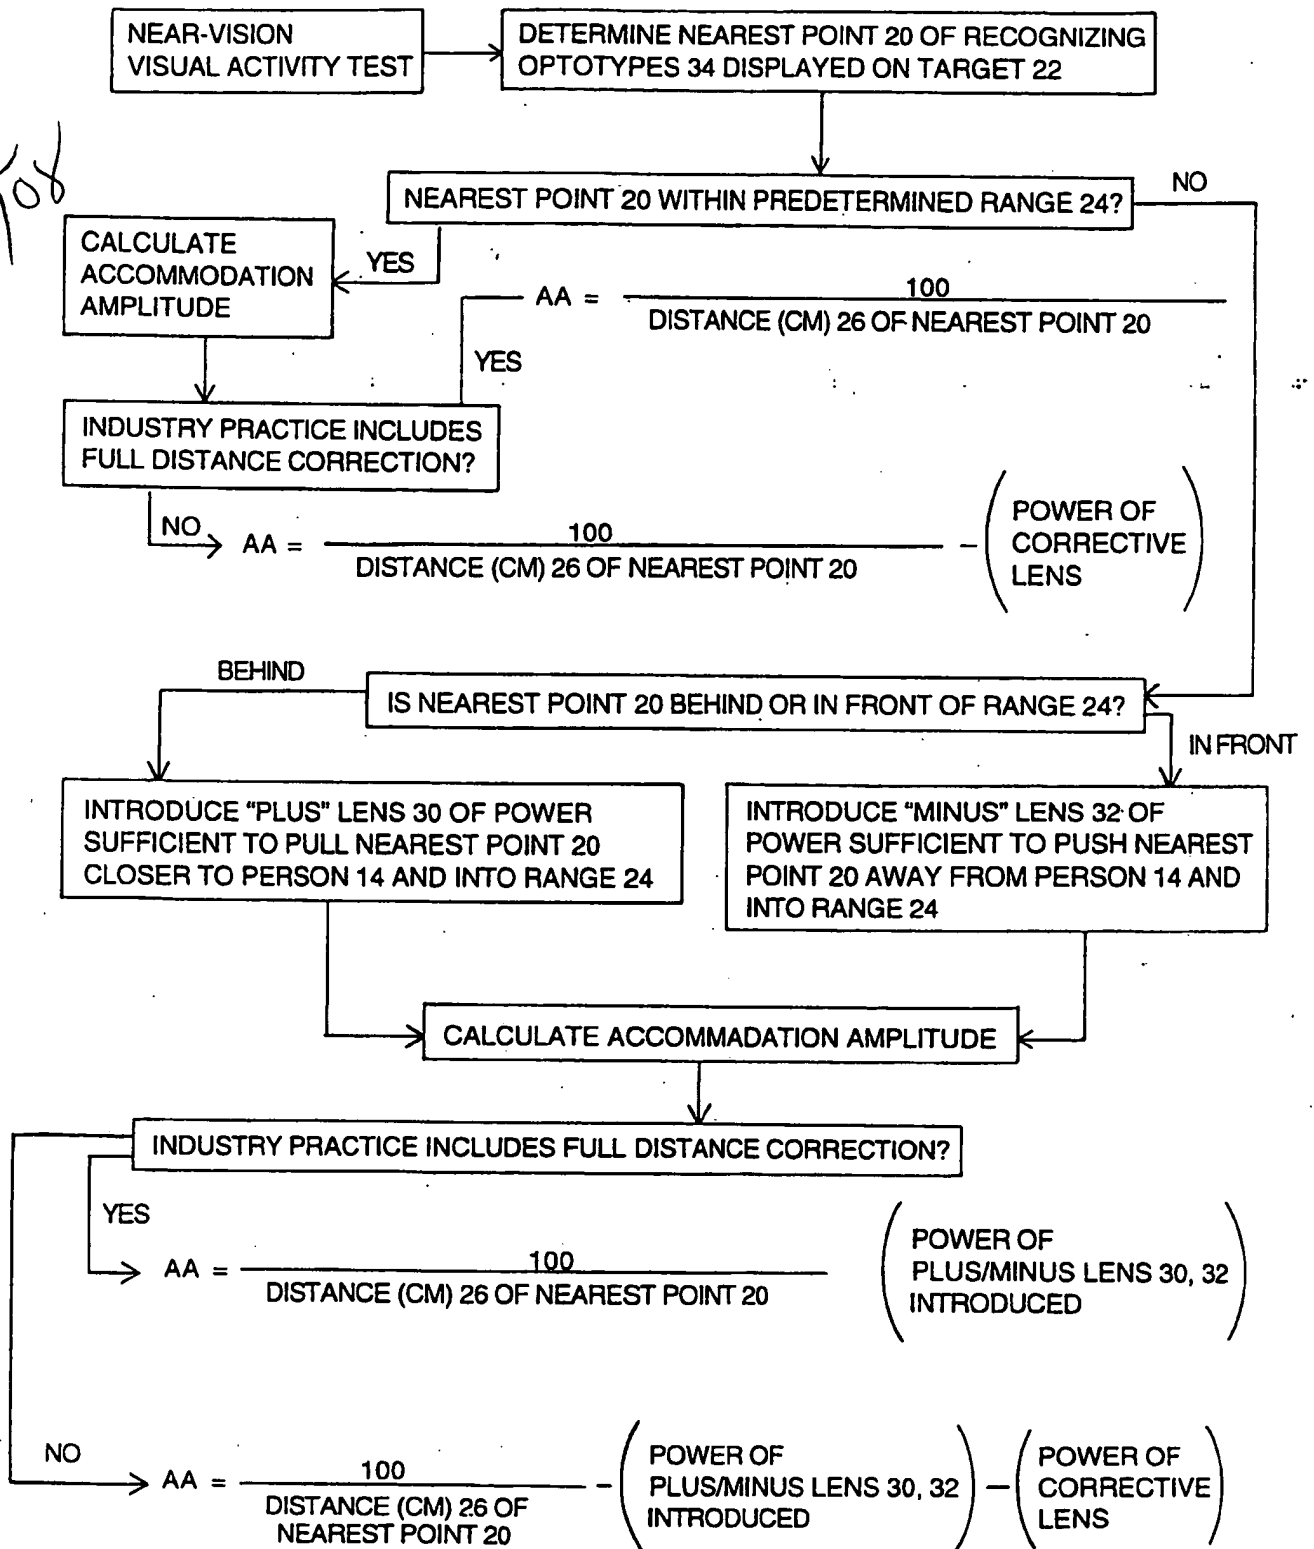 NEAR-VISION
VISUAL ACTIVITY TEST
DETERMINE NEAREST POINT 20 OF RECOGNIZING
OPTOTYPES 34 DISPLAYED ON TARGET 22
NEAREST POINT 20 WITHIN PREDETERMINED RANGE 24?
NO
YES
CALCULATE
ACCOMMODATION
AMPLITUDE
AA =
100
DISTANCE (CM) 26 OF NEAREST POINT 20
YES
INDUSTRY PRACTICE INCLUDES
FULL DISTANCE CORRECTION?
NO
AA =
100
DISTANCE (CM) 26 OF NEAREST POINT 20
– (POWER OF
CORRECTIVE
LENS)
BEHIND
IS NEAREST POINT 20 BEHIND OR IN FRONT OF RANGE 24?
IN FRONT
INTRODUCE "PLUS" LENS 30 OF POWER
SUFFICIENT TO PULL NEAREST POINT 20
CLOSER TO PERSON 14 AND INTO RANGE 24
INTRODUCE "MINUS" LENS 32 OF
POWER SUFFICIENT TO PUSH NEAREST
POINT 20 AWAY FROM PERSON 14 AND
INTO RANGE 24
CALCULATE ACCOMMADATION AMPLITUDE
INDUSTRY PRACTICE INCLUDES FULL DISTANCE CORRECTION?
YES
AA =
100
DISTANCE (CM) 26 OF NEAREST POINT 20
(POWER OF
PLUS/MINUS LENS 30, 32
INTRODUCED)
NO
AA =
100
DISTANCE (CM) 26 OF
NEAREST POINT 20
– (POWER OF
PLUS/MINUS LENS 30, 32
INTRODUCED)
– (POWER OF
CORRECTIVE
LENS)